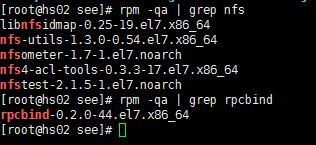 [root@hs02 see]# rpm -qa | grep nfs
libnfsidmap-0.25-19.el7.x86_64
nfs-utils-1.3.0-0.54.el7.x86_64
nfsometer-1.7-1.el7.noarch
nfs4-acl-tools-0.3.3-17.el7.x86_64
nfstest-2.1.5-1.el7.noarch
[root@hs02 see]# rpm -qa | grep rpcbind
rpcbind-0.2.0-44.el7.x86_64
[root@hs02 see]#